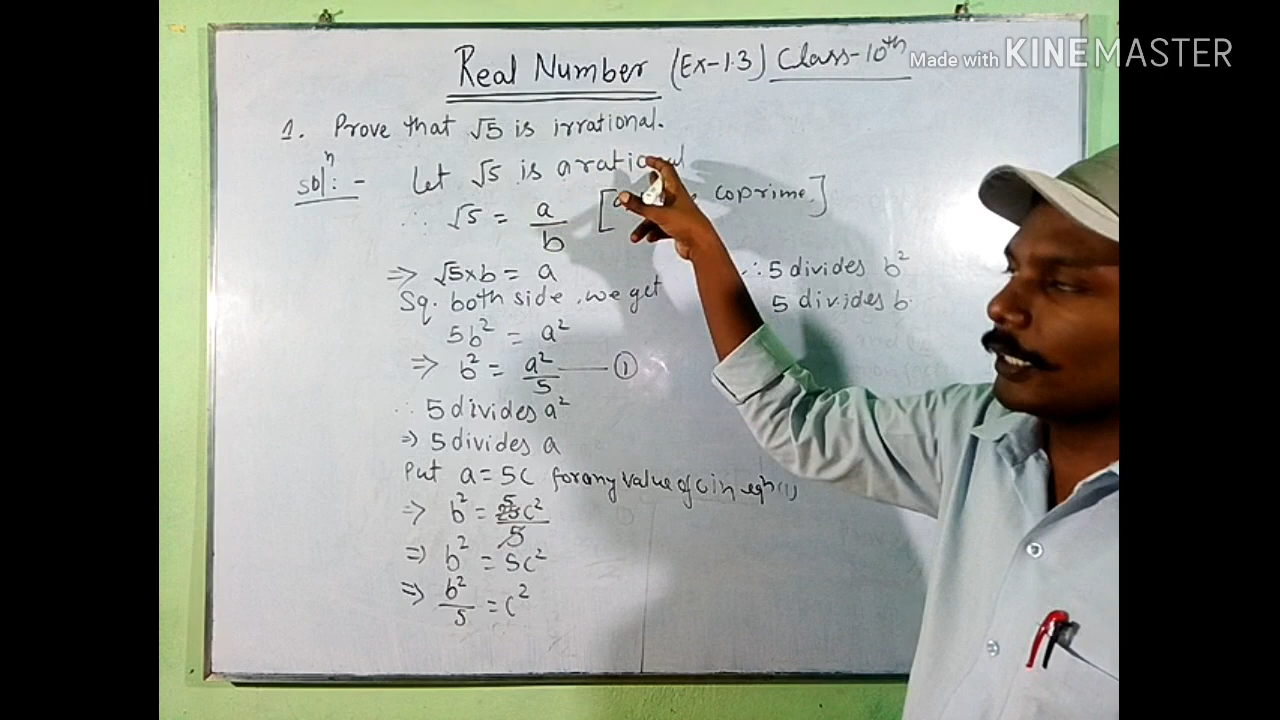 Made with KINEMASTER
Real Number (Ex-1.3) Class-10th
1. Prove that √5 is irrational.
Solⁿ:- Let √5 is a rational
∴ √5 = a/b [a coprime.]
⇒ √5×b = a
Sq. both side, we get
5b² = a²
⇒ b² = a²/5 —— ①
∴ 5 divides a²
⇒ 5 divides a
Put a = 5c for any value of c in eqⁿ (1)
⇒ b² = 25c²/5
5
⇒ b² = 5c²
⇒ b²/5 = c²
∴ 5 divides b²
5 divides b.